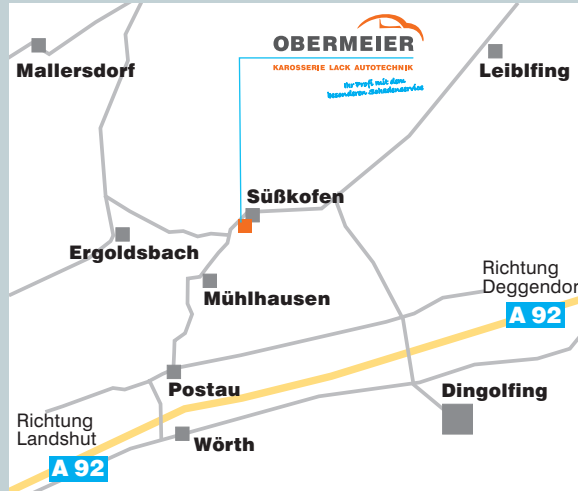 OBERMEIER
KAROSSERIE LACK AUTOTECHNIK
Ihr Profi mit dem
besonderen Schadenservice
Mallersdorf
Leiblfing
Süßkofen
Ergoldsbach
Mühlhausen
Richtung
Deggendorf
A 92
Postau
Dingolfing
Richtung
Landshut
Wörth
A 92